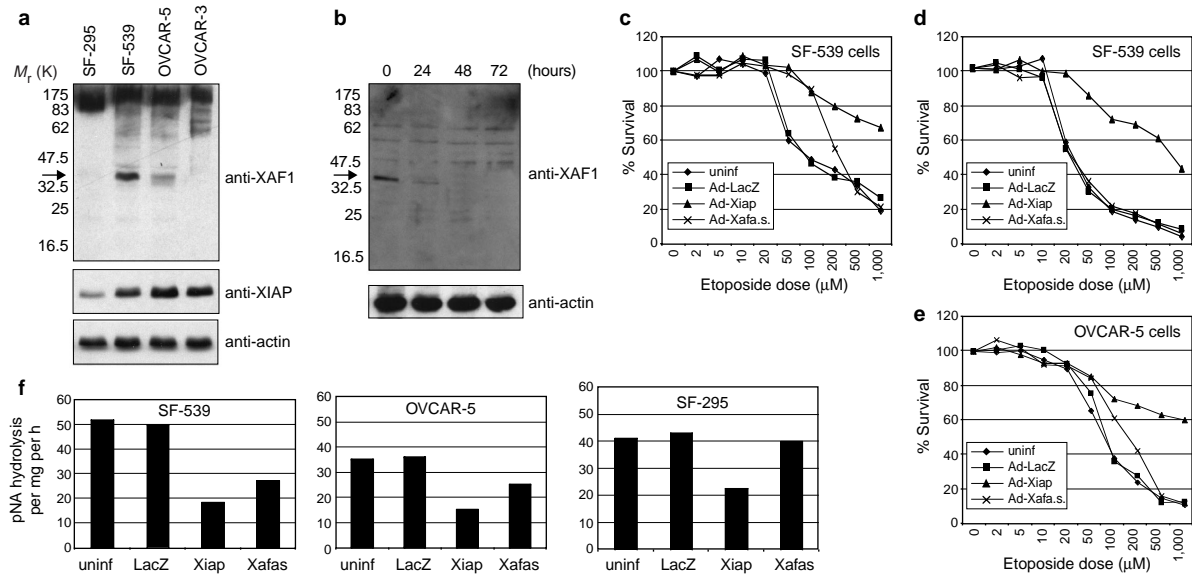 a
SF-295
SF-539
OVCAR-5
OVCAR-3
Mr (K)
175
83
62
47.5
32.5
25
16.5
anti-XAF1
anti-XIAP
anti-actin
b
0 24 48 72 (hours)
175
83
62
47.5
32.5
25
16.5
anti-XAF1
anti-actin
c
SF-539 cells
120
100
80
60
40
20
0
% Survival
uninf
Ad-LacZ
Ad-Xiap
Ad-Xafa.s.
0 2 5 10 20 50 100 200 500 1,000
Etoposide dose (μM)
d
SF-539 cells
120
100
80
60
40
20
0
% Survival
uninf
Ad-LacZ
Ad-Xiap
Ad-Xafa.s.
0 2 5 10 20 50 100 200 500 1,000
Etoposide dose (μM)
e
OVCAR-5 cells
120
100
80
60
40
20
0
% Survival
uninf
Ad-LacZ
Ad-Xiap
Ad-Xafa.s.
0 2 5 10 20 50 100 200 500 1,000
Etoposide dose (μM)
f
pNA hydrolysis
per mg per h
SF-539
60
50
40
30
20
10
0
uninf LacZ Xiap Xafas
OVCAR-5
60
50
40
30
20
10
0
uninf LacZ Xiap Xafas
SF-295
60
50
40
30
20
10
0
uninf LacZ Xiap Xafas